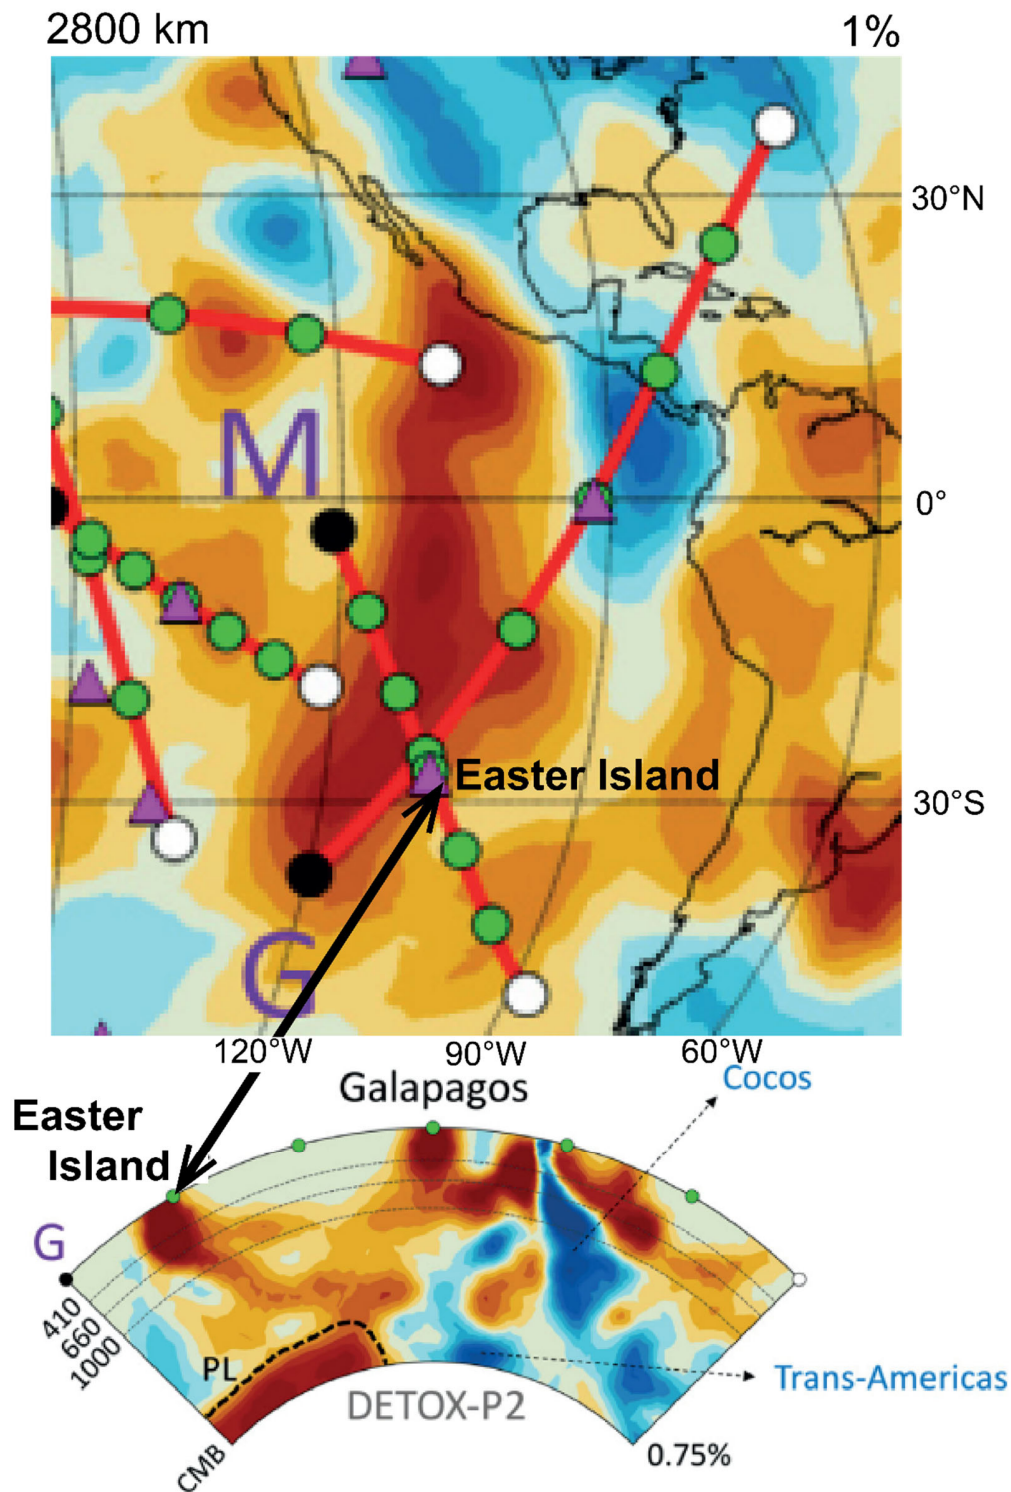 2800 km 1%
30°N
M
0°
Easter Island
30°S
G
120°W 90°W 60°W
Cocos
Galapagos
Easter
Island
G
410
660
1000
PL
Trans-Americas
DETOX-P2
CMB
0.75%